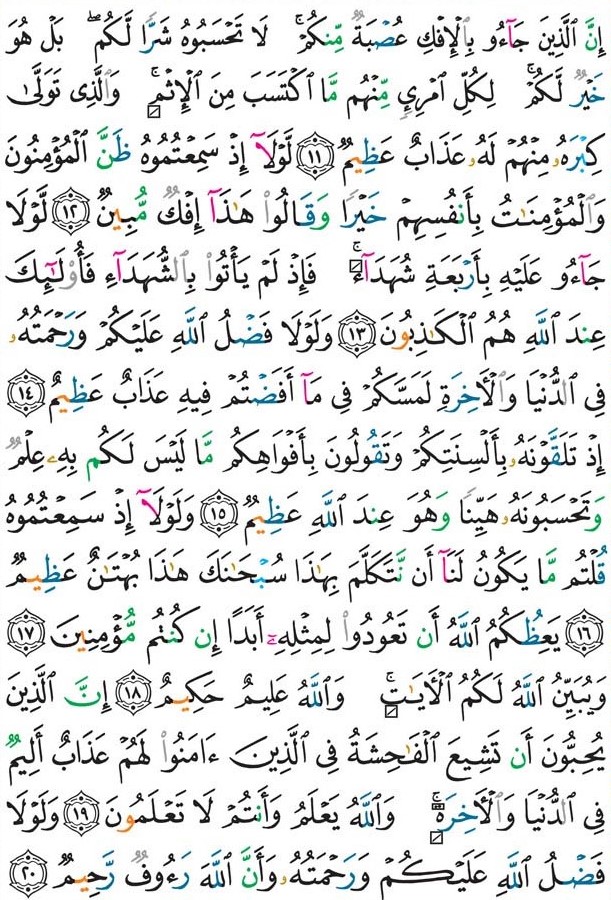 إِنَّ ٱلَّذِينَ جَآءُو بِٱلْإِفْكِ عُصْبَةٌ مِّنكُمْ ۚ لَا تَحْسَبُوهُ شَرًّا لَّكُم ۖ بَلْ هُوَ
خَيْرٌ لَّكُمْ ۚ لِكُلِّ ٱمْرِئٍ مِّنْهُم مَّا ٱكْتَسَبَ مِنَ ٱلْإِثْمِ ۚ وَٱلَّذِى تَوَلَّىٰ
كِبْرَهُۥ مِنْهُمْ لَهُۥ عَذَابٌ عَظِيمٌ ١١ لَّوْلَآ إِذْ سَمِعْتُمُوهُ ظَنَّ ٱلْمُؤْمِنُونَ
وَٱلْمُؤْمِنَٰتُ بِأَنفُسِهِمْ خَيْرًا وَقَالُوا۟ هَٰذَآ إِفْكٌ مُّبِينٌ ١٢ لَّوْلَا
جَآءُو عَلَيْهِ بِأَرْبَعَةِ شُهَدَآءَ ۚ فَإِذْ لَمْ يَأْتُوا۟ بِٱلشُّهَدَآءِ فَأُو۟لَٰٓئِكَ
عِندَ ٱللَّهِ هُمُ ٱلْكَٰذِبُونَ ١٣ وَلَوْلَا فَضْلُ ٱللَّهِ عَلَيْكُمْ وَرَحْمَتُهُۥ
فِى ٱلدُّنْيَا وَٱلْءَاخِرَةِ لَمَسَّكُمْ فِى مَآ أَفَضْتُمْ فِيهِ عَذَابٌ عَظِيمٌ ١٤
إِذْ تَلَقَّوْنَهُۥ بِأَلْسِنَتِكُمْ وَتَقُولُونَ بِأَفْوَاهِكُم مَّا لَيْسَ لَكُم بِهِۦ عِلْمٌ
وَتَحْسَبُونَهُۥ هَيِّنًا وَهُوَ عِندَ ٱللَّهِ عَظِيمٌ ١٥ وَلَوْلَآ إِذْ سَمِعْتُمُوهُ
قُلْتُم مَّا يَكُونُ لَنَآ أَن نَّتَكَلَّمَ بِهَٰذَا سُبْحَٰنَكَ هَٰذَا بُهْتَٰنٌ عَظِيمٌ
١٦ يَعِظُكُمُ ٱللَّهُ أَن تَعُودُوا۟ لِمِثْلِهِۦٓ أَبَدًا إِن كُنتُم مُّؤْمِنِينَ ١٧
وَيُبَيِّنُ ٱللَّهُ لَكُمُ ٱلْءَايَٰتِ ۚ وَٱللَّهُ عَلِيمٌ حَكِيمٌ ١٨ إِنَّ ٱلَّذِينَ
يُحِبُّونَ أَن تَشِيعَ ٱلْفَٰحِشَةُ فِى ٱلَّذِينَ ءَامَنُوا۟ لَهُمْ عَذَابٌ أَلِيمٌ
فِى ٱلدُّنْيَا وَٱلْءَاخِرَةِ ۚ وَٱللَّهُ يَعْلَمُ وَأَنتُمْ لَا تَعْلَمُونَ ١٩ وَلَوْلَا
فَضْلُ ٱللَّهِ عَلَيْكُمْ وَرَحْمَتُهُۥ وَأَنَّ ٱللَّهَ رَءُوفٌ رَّحِيمٌ ٢٠